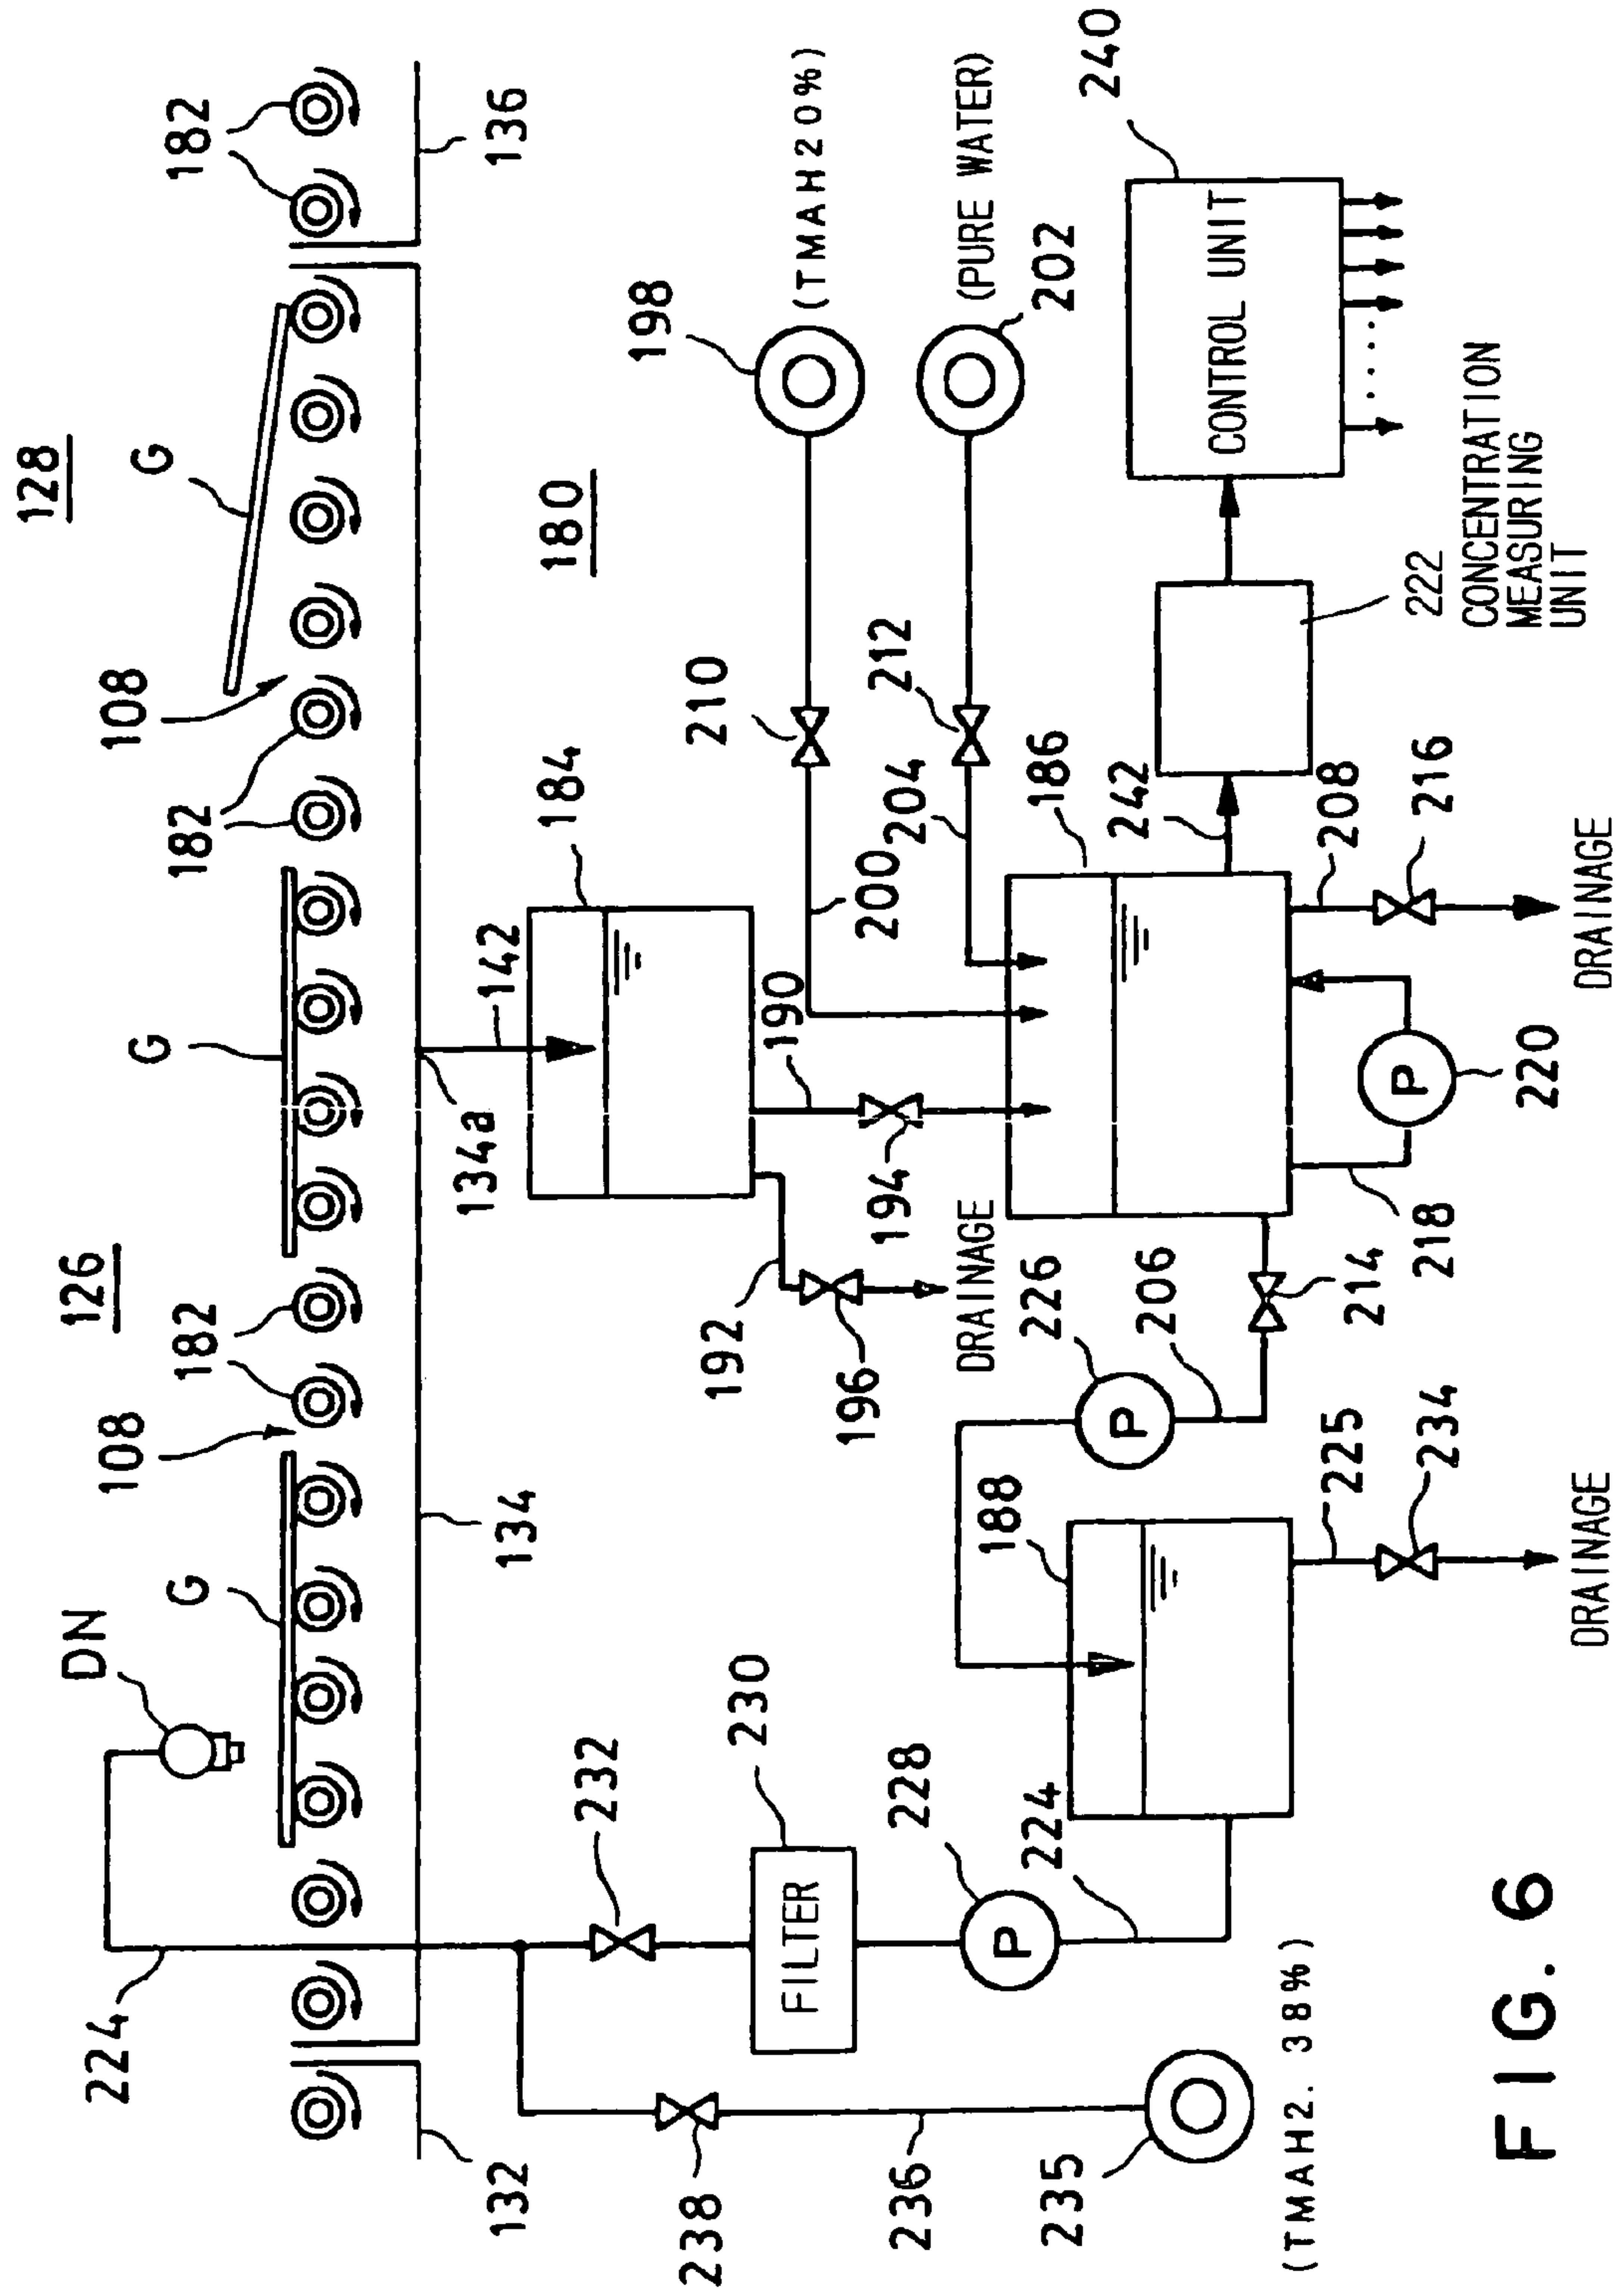 126
128
DN
G
G
G
224
108
182
182
108
182
132
134
134a
136
142
180
184
232
230
FILTER
228
224
238
236
235
(TMAH2. 38%)
192
196
DRAINAGE
190
194
210
198
(TMAH20%)
200
204
212
202
(PURE WATER)
186
242
240
CONTROL UNIT
222
CONCENTRATION
MEASURING
UNIT
226
206
214
188
225
234
DRAINAGE
218
220
208
216
DRAINAGE
FIG. 6